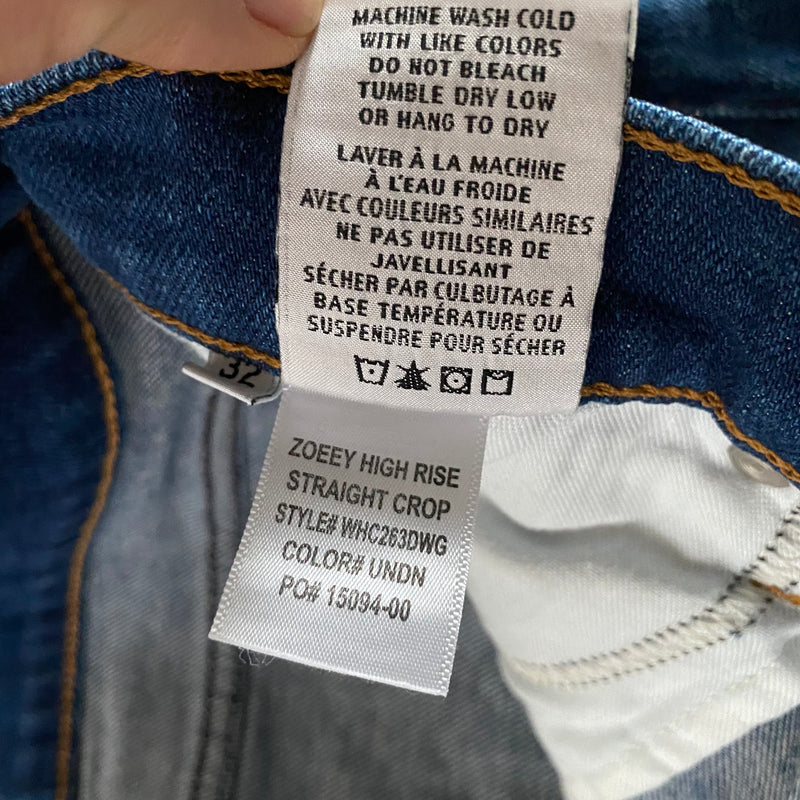 MACHINE WASH COLD
WITH LIKE COLORS
DO NOT BLEACH
TUMBLE DRY LOW
OR HANG TO DRY
LAVER À LA MACHINE
À L'EAU FROIDE
AVEC COULEURS SIMILAIRES
NE PAS UTILISER DE
JAVELLISANT
SÉCHER PAR ÇULBUTAGE À
BASE TEMPÉRATURE OU
SUSPENDRE POUR SÉCHER
32
ZOEEY HIGH RISE
STRAIGHT CROP
STYLE# WHC263DWG
COLOR# UNDN
PO# 15094-00